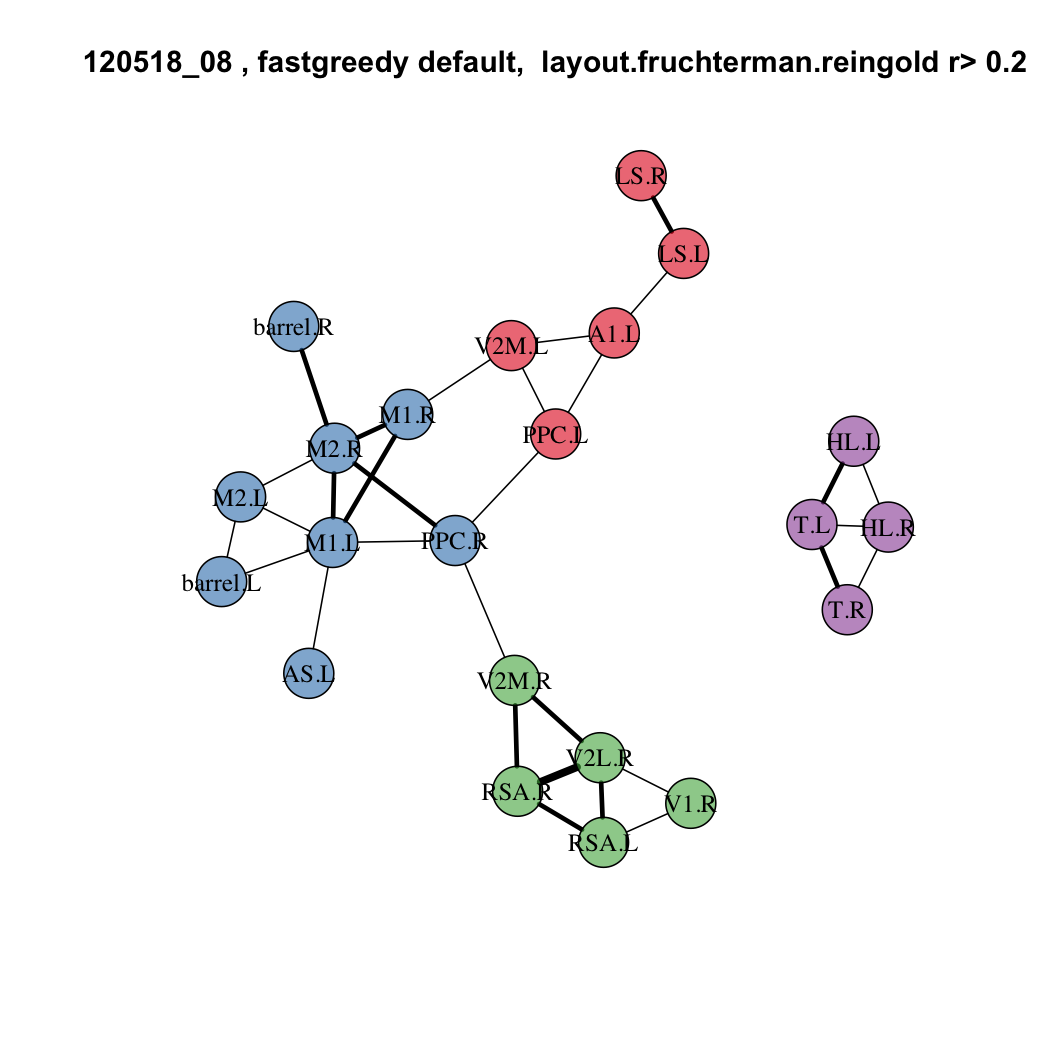 120518_08 , fastgreedy default,  layout.fruchterman.reingold r> 0.2
LS.R
LS.L
barrel.R
A1.L
V2M.L
M1.R
PPC.L
HL.L
M2.R
M2.L
T.L
HL.R
M1.L
PPC.R
barrel.L
T.R
AS.L
V2M.R
V2L.R
RSA.R
V1.R
RSA.L